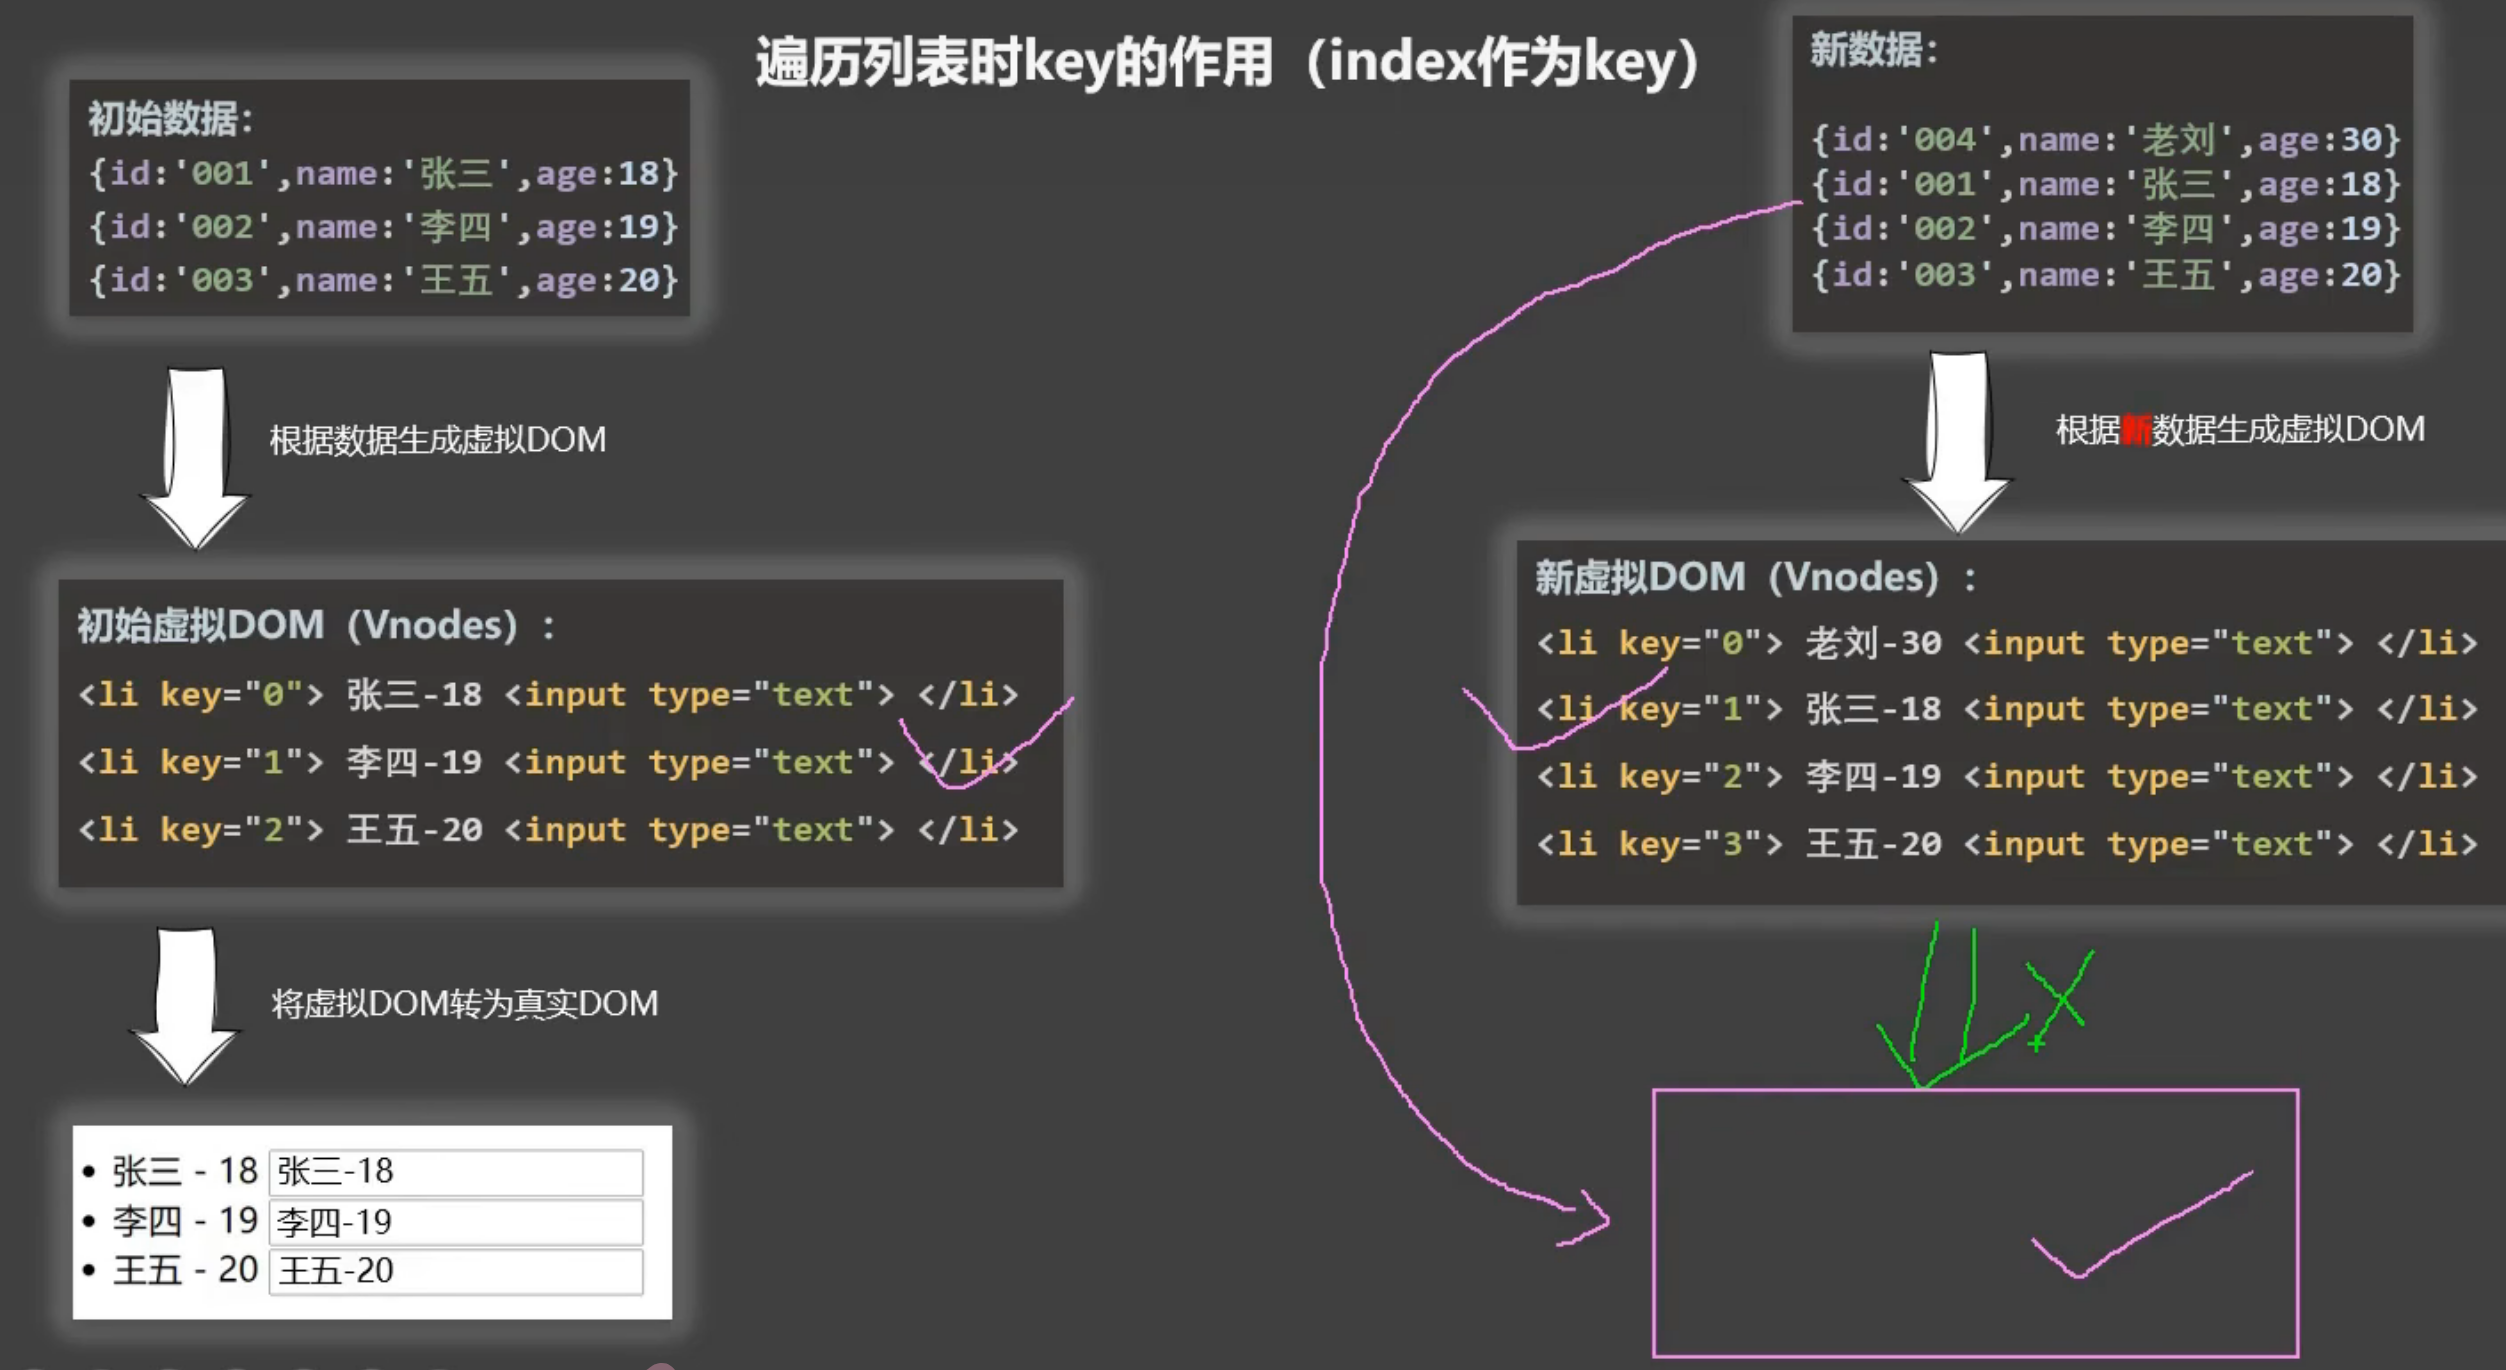 遍历列表时key的作用（index作为key）
初始数据：
{id:'001',name:'张三',age:18}
{id:'002',name:'李四',age:19}
{id:'003',name:'王五',age:20}
根据数据生成虚拟DOM
初始虚拟DOM（Vnodes）：
<li key="0"> 张三-18 <input type="text"> </li>
<li key="1"> 李四-19 <input type="text"> </li>
<li key="2"> 王五-20 <input type="text"> </li>
将虚拟DOM转为真实DOM
• 张三 - 18 张三-18
• 李四 - 19 李四-19
• 王五 - 20 王五-20
新数据：
{id:'004',name:'老刘',age:30}
{id:'001',name:'张三',age:18}
{id:'002',name:'李四',age:19}
{id:'003',name:'王五',age:20}
根据新数据生成虚拟DOM
新虚拟DOM（Vnodes）：
<li key="0"> 老刘-30 <input type="text"> </li>
<li key="1"> 张三-18 <input type="text"> </li>
<li key="2"> 李四-19 <input type="text"> </li>
<li key="3"> 王五-20 <input type="text"> </li>